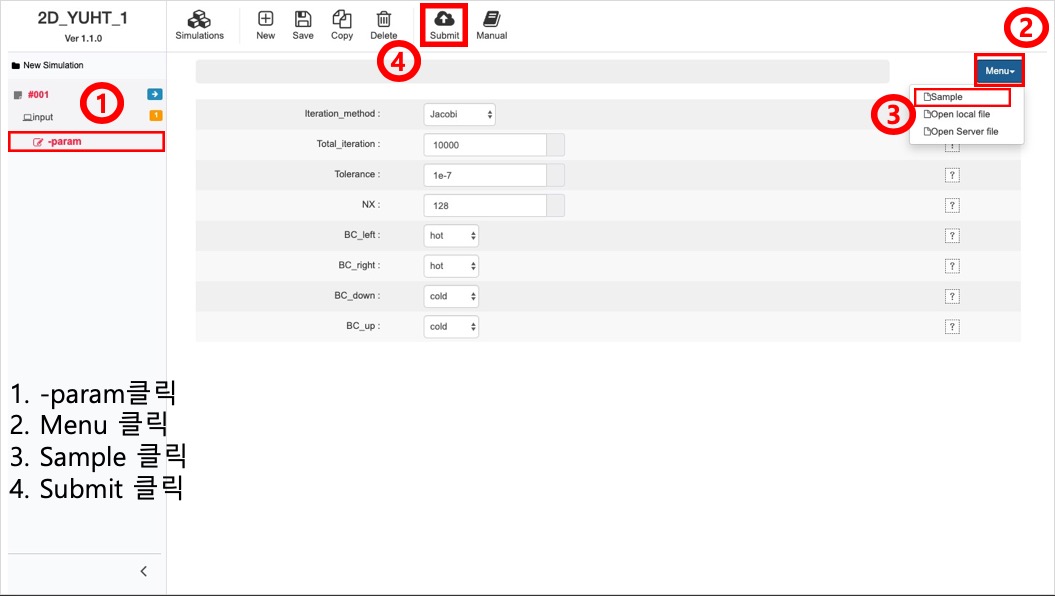 2D_YUHT_1
Ver 1.1.0
Simulations
New
Save
Copy
Delete
Submit
Manual
2
4
New Simulation
Menu
#001
1
input
1
-param
3
Sample
Open local file
Open Server file
Iteration_method : Jacobi
Total_iteration : 10000 ?
Tolerance : 1e-7 ?
NX : 128 ?
BC_left : hot ?
BC_right : hot ?
BC_down : cold ?
BC_up : cold ?
1. -param클릭
2. Menu 클릭
3. Sample 클릭
4. Submit 클릭